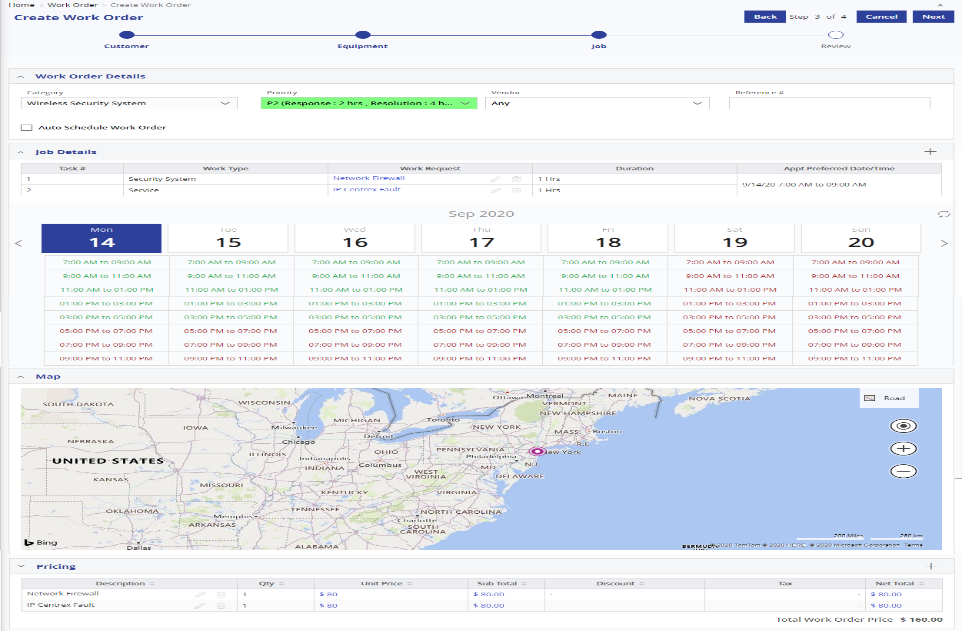 Home > Work Order > Create Work Order
Create Work Order
Back Step 3 of 4 Cancel Next
Customer Equipment Job Review
Work Order Details
Category Priority Vendor Reference #
Wireless Security System P2 (Response : 2 hrs , Resolution : 4 h... Any
Auto Schedule Work Order
Job Details
Task # Work Type Work Request Duration Appt Preferred Date/Time
1 Security System Network Firewall 1 Hrs 9/14/20 7:00 AM to 09:00 AM
2 Service IP Centrex Fault 1 Hrs
Sep 2020
Mon Tue Wed Thu Fri Sat Sun
14 15 16 17 18 19 20
7:00 AM to 09:00 AM 7:00 AM to 09:00 AM 7:00 AM to 09:00 AM 7:00 AM to 09:00 AM 7:00 AM to 09:00 AM 7:00 AM to 09:00 AM 7:00 AM to 09:00 AM
9:00 AM to 11:00 AM 9:00 AM to 11:00 AM 9:00 AM to 11:00 AM 9:00 AM to 11:00 AM 9:00 AM to 11:00 AM 9:00 AM to 11:00 AM 9:00 AM to 11:00 AM
11:00 AM to 01:00 PM 11:00 AM to 01:00 PM 11:00 AM to 01:00 PM 11:00 AM to 01:00 PM 11:00 AM to 01:00 PM 11:00 AM to 01:00 PM 11:00 AM to 01:00 PM
01:00 PM to 03:00 PM 01:00 PM to 03:00 PM 01:00 PM to 03:00 PM 01:00 PM to 03:00 PM 01:00 PM to 03:00 PM 01:00 PM to 03:00 PM 01:00 PM to 03:00 PM
03:00 PM to 05:00 PM 03:00 PM to 05:00 PM 03:00 PM to 05:00 PM 03:00 PM to 05:00 PM 03:00 PM to 05:00 PM 03:00 PM to 05:00 PM 03:00 PM to 05:00 PM
05:00 PM to 07:00 PM 05:00 PM to 07:00 PM 05:00 PM to 07:00 PM 05:00 PM to 07:00 PM 05:00 PM to 07:00 PM 05:00 PM to 07:00 PM 05:00 PM to 07:00 PM
07:00 PM to 09:00 PM 07:00 PM to 09:00 PM 07:00 PM to 09:00 PM 07:00 PM to 09:00 PM 07:00 PM to 09:00 PM 07:00 PM to 09:00 PM 07:00 PM to 09:00 PM
09:00 PM to 11:00 PM 09:00 PM to 11:00 PM 09:00 PM to 11:00 PM 09:00 PM to 11:00 PM 09:00 PM to 11:00 PM 09:00 PM to 11:00 PM 09:00 PM to 11:00 PM
Map
Ottawa Montreal MAINE NOVA SCOTIA Road
SOUTH DAKOTA WISCONSIN VERMONT
NEW HAMPSHIRE
MICHIGAN Toronto
IOWA Milwaukee NEW YORK
Detroit MASS. Boston
NEBRASKA Chicago R.I.
ILLINOIS OHIO PENNSYLVANIA New York
Indianapolis Philadelphia
UNITED STATES Columbus N.J.
INDIANA MD
KANSAS WEST
VIRGINIA DELAWARE
MISSOURI
KENTUCKY VIRGINIA
OKLAHOMA TENNESSEE NORTH CAROLINA
Memphis Charlotte
ARKANSAS SOUTH
CAROLINA
200 Miles 250 km
Bing
Dallas ALABAMA BERMUDA © 2020 TomTom © 2020 HERE, © 2020 Microsoft Corporation Terms
Pricing
Description Qty Unit Price Sub Total Discount Tax Net Total
Network Firewall 1 $ 80 $ 80.00 - - $ 80.00
IP Centrex Fault 1 $ 80 $ 80.00 - $ 80.00
Total Work Order Price $ 160.00